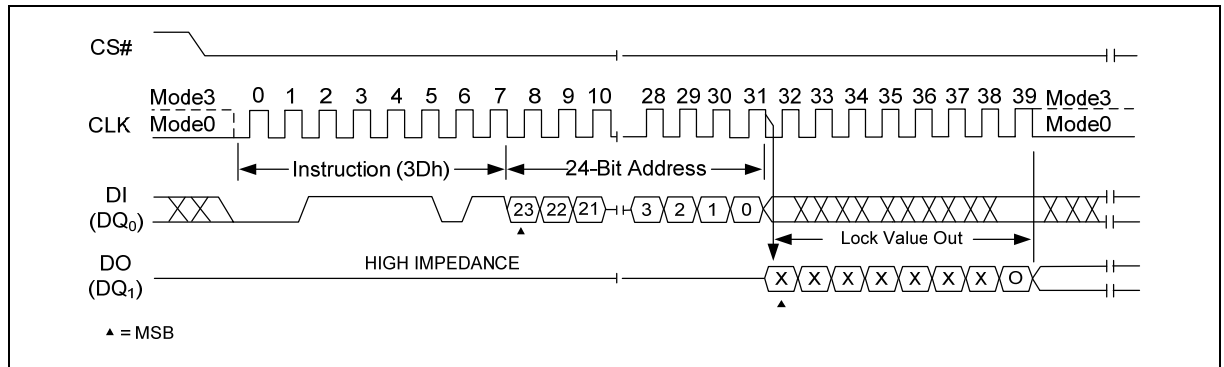 CS#
Mode3 0 1 2 3 4 5 6 7 8 9 10 28 29 30 31 32 33 34 35 36 37 38 39 Mode3
CLK Mode0 Mode0
Instruction (3Dh) 24-Bit Address
DI
(DQ0) 23 22 21 3 2 1 0
Lock Value Out
DO HIGH IMPEDANCE
(DQ1) X X X X X X X O
▲ = MSB